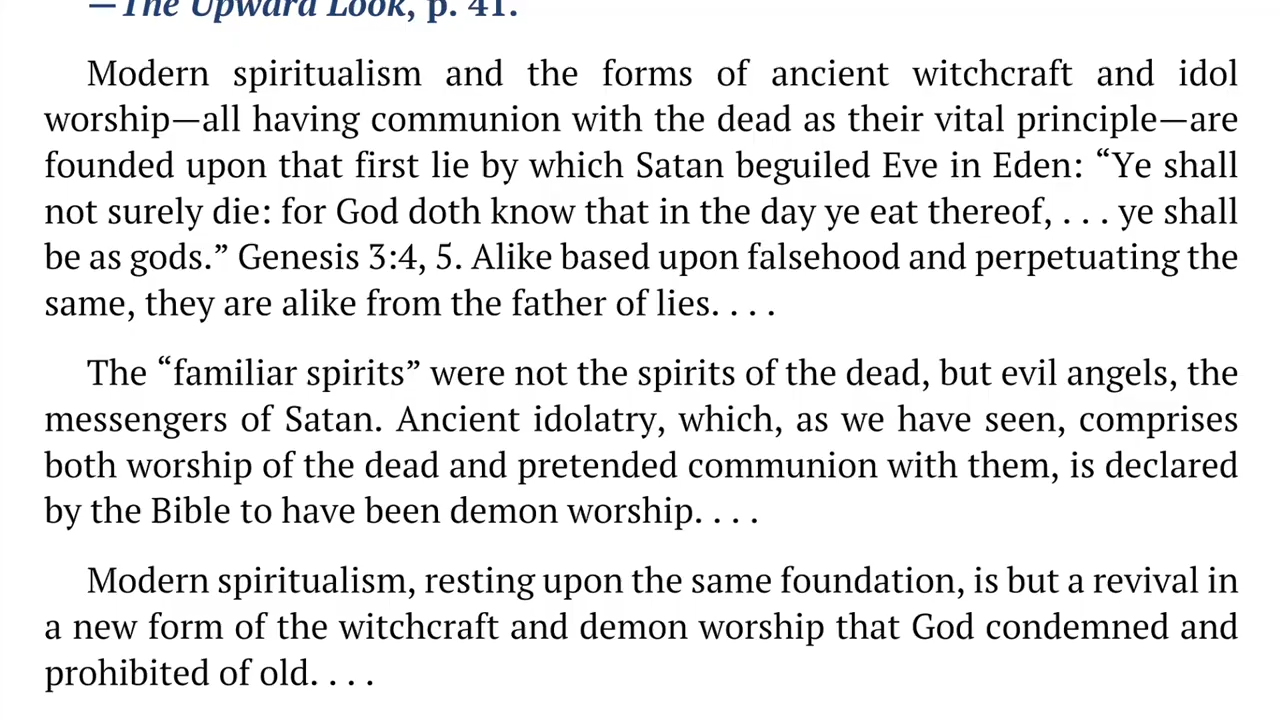 —The Upward Look, p. 41.
Modern spiritualism and the forms of ancient witchcraft and idol
worship—all having communion with the dead as their vital principle—are
founded upon that first lie by which Satan beguiled Eve in Eden: “Ye shall
not surely die: for God doth know that in the day ye eat thereof, . . . ye shall
be as gods.” Genesis 3:4, 5. Alike based upon falsehood and perpetuating the
same, they are alike from the father of lies. . . .
The “familiar spirits” were not the spirits of the dead, but evil angels, the
messengers of Satan. Ancient idolatry, which, as we have seen, comprises
both worship of the dead and pretended communion with them, is declared
by the Bible to have been demon worship. . . .
Modern spiritualism, resting upon the same foundation, is but a revival in
a new form of the witchcraft and demon worship that God condemned and
prohibited of old. . . .